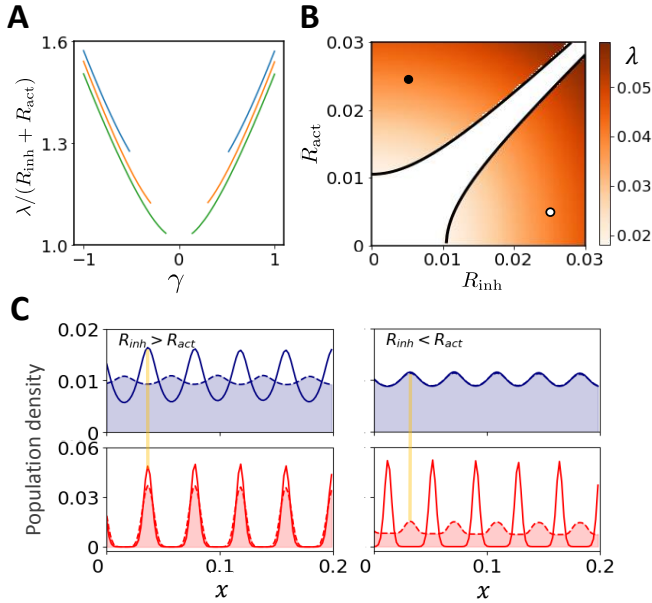 A
1.6
1.3
1.0
λ/(R_inh + R_act)
−1
0
1
γ
B
0.03
0.02
0.01
0
R_act
0
0.01
0.02
0.03
R_inh
λ
0.05
0.04
0.03
0.02
C
Population density
0.02
0.01
0
R_inh > R_act
R_inh < R_act
0.06
0.03
0
0
0.1
0.2
x
0
0.1
0.2
x